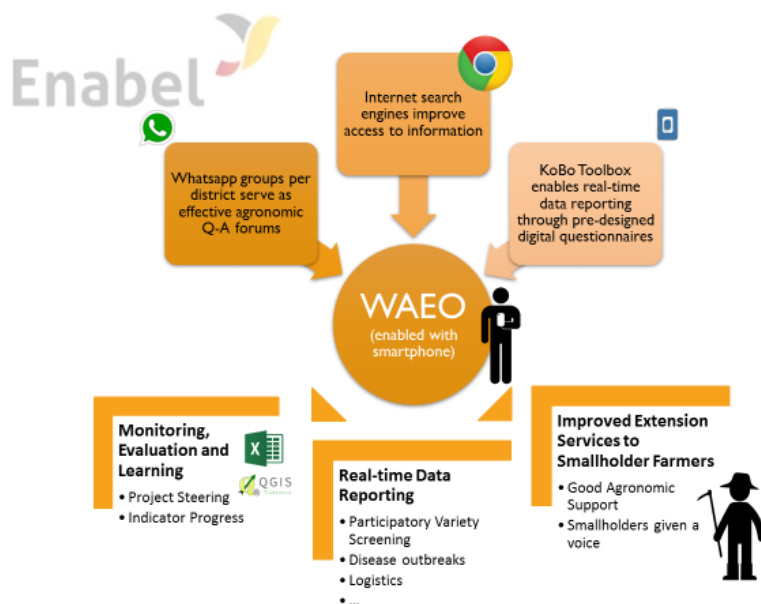 Enabel
Internet search
engines improve
access to information
Whatsapp groups per
district serve as
effective agronomic
Q-A forums
KoBo Toolbox
enables real-time
data reporting
through pre-designed
digital questionnaires
WAEO
(enabled with
smartphone)
Monitoring,
Evaluation and
Learning
• Project Steering
• Indicator Progress
QGIS
Trademark
Real-time Data
Reporting
• Participatory Variety
Screening
• Disease outbreaks
• Logistics
• ...
Improved Extension
Services to
Smallholder Farmers
• Good Agronomic
Support
• Smallholders given a
voice